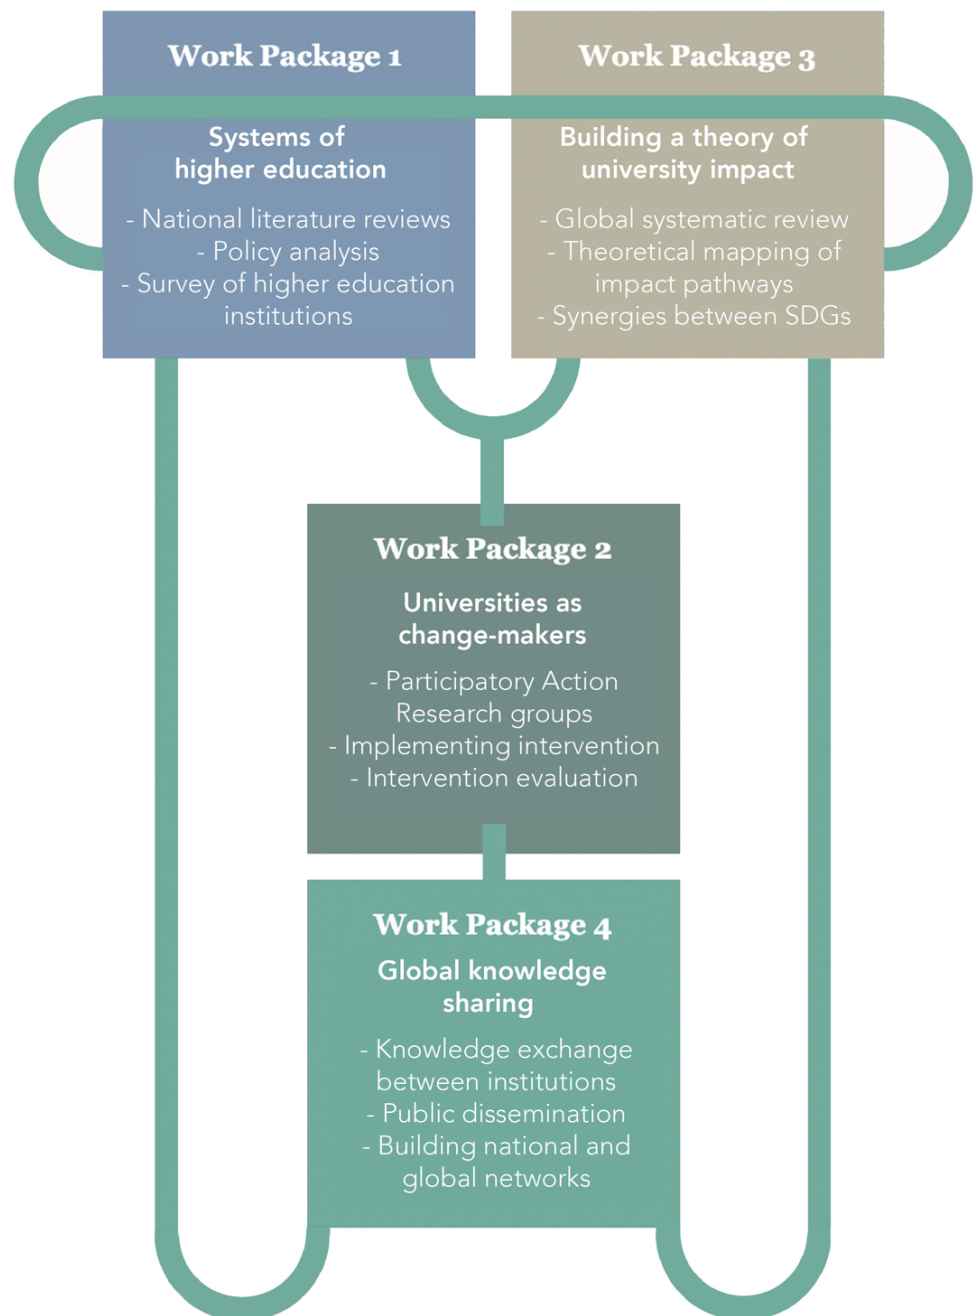 Work Package 1
Systems of
higher education
- National literature reviews
- Policy analysis
- Survey of higher education
institutions
Work Package 3
Building a theory of
university impact
- Global systematic review
- Theoretical mapping of
impact pathways
- Synergies between SDGs
Work Package 2
Universities as
change-makers
- Participatory Action
Research groups
- Implementing intervention
- Intervention evaluation
Work Package 4
Global knowledge
sharing
- Knowledge exchange
between institutions
- Public dissemination
- Building national and
global networks